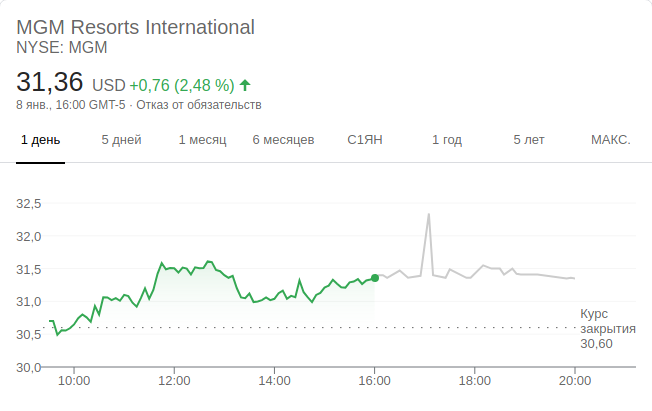 MGM Resorts International
NYSE: MGM
31,36 USD +0,76 (2,48 %)
8 янв., 16:00 GMT-5 · Отказ от обязательств
1 день 5 дней 1 месяц 6 месяцев С1ЯН 1 год 5 лет МАКС.
32,5
32,0
31,5
31,0
30,5
30,0
Курс
закрытия
30,60
10:00 12:00 14:00 16:00 18:00 20:00